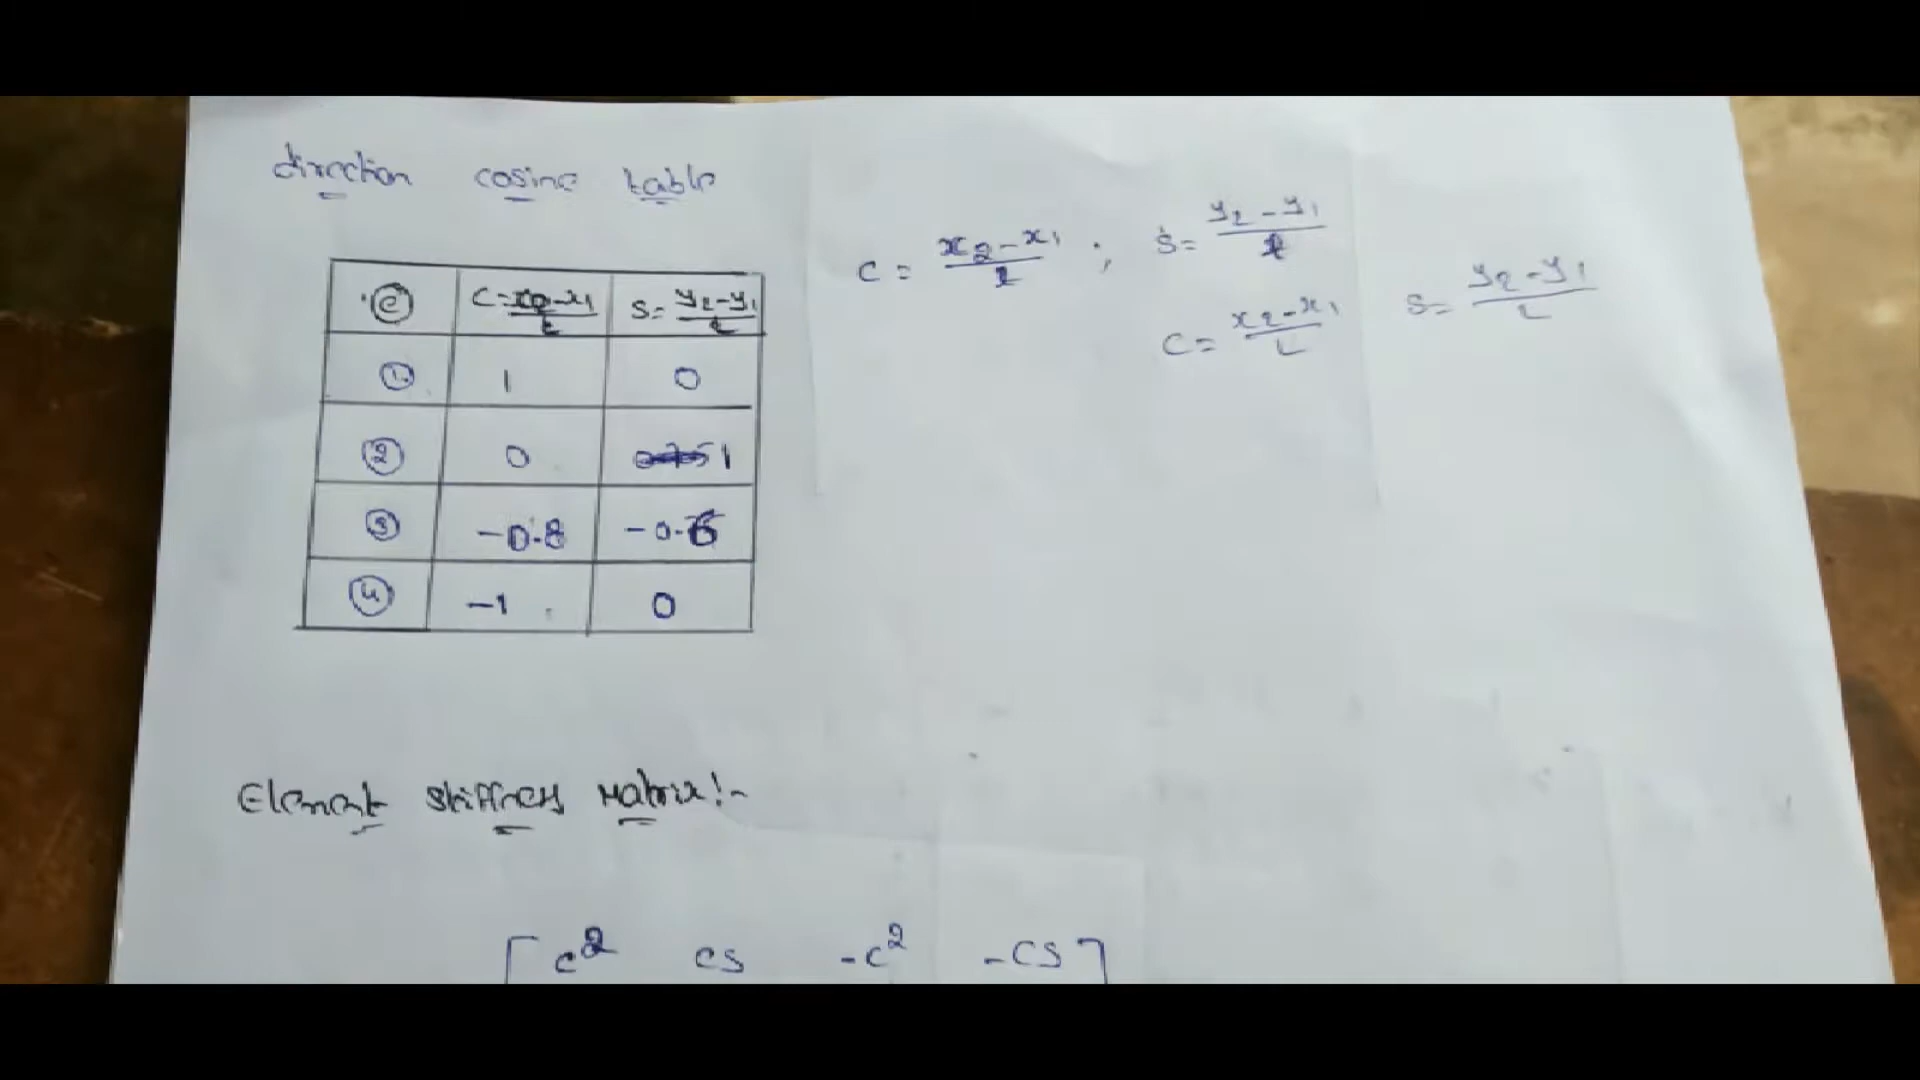 direction cosine table
C = x2-x1/l ; S = y2-y1/l
C = x2-x1/L S = y2-y1/L
e C = x2-x1/L S = y2-y1/L
1 1 0
2 0 1
3 -0.8 -0.6
4 -1 0
Element stiffness Matrix:-
c² cs -c² -cs